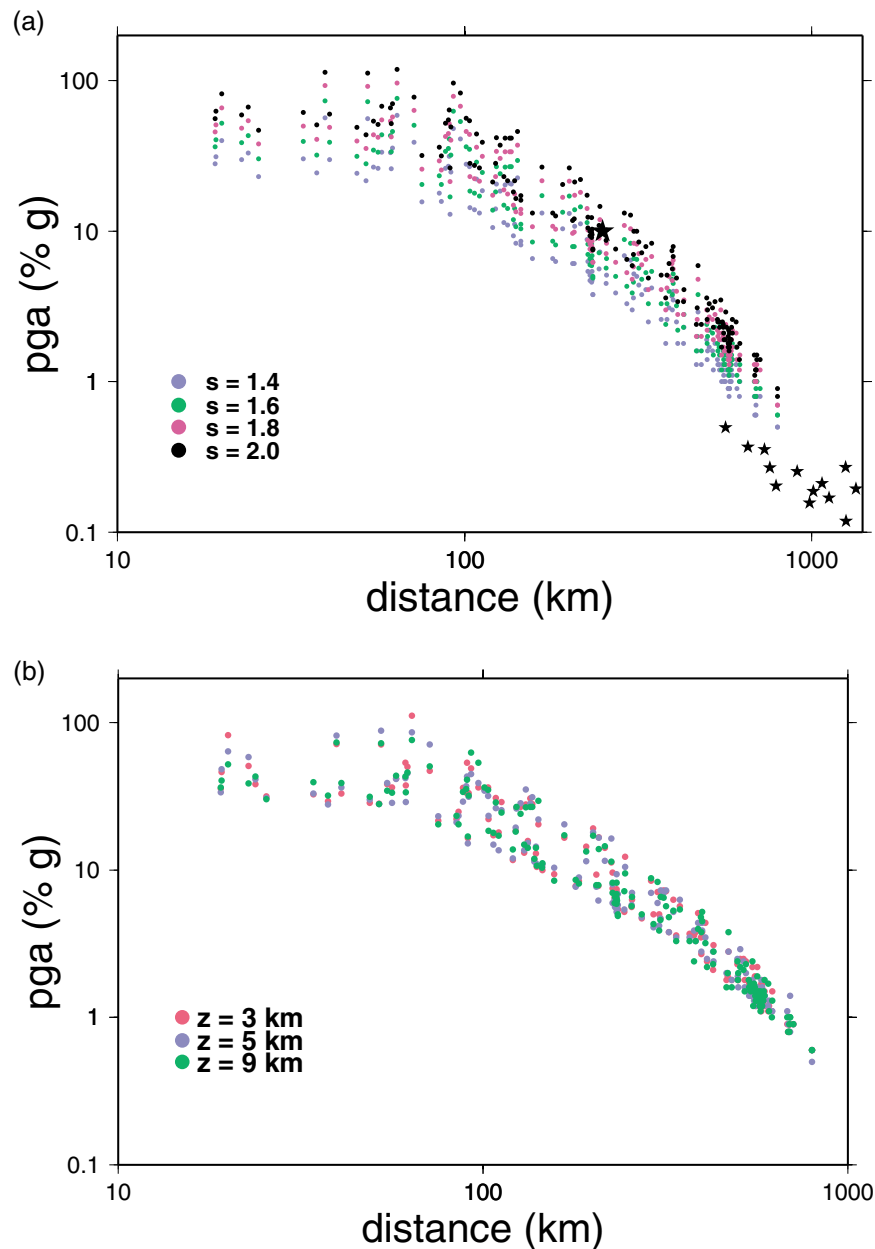 (a)
100
10
1
0.1
pga (% g)
s = 1.4
s = 1.6
s = 1.8
s = 2.0
10
100
1000
distance (km)
(b)
100
10
1
0.1
pga (% g)
z = 3 km
z = 5 km
z = 9 km
10
100
1000
distance (km)